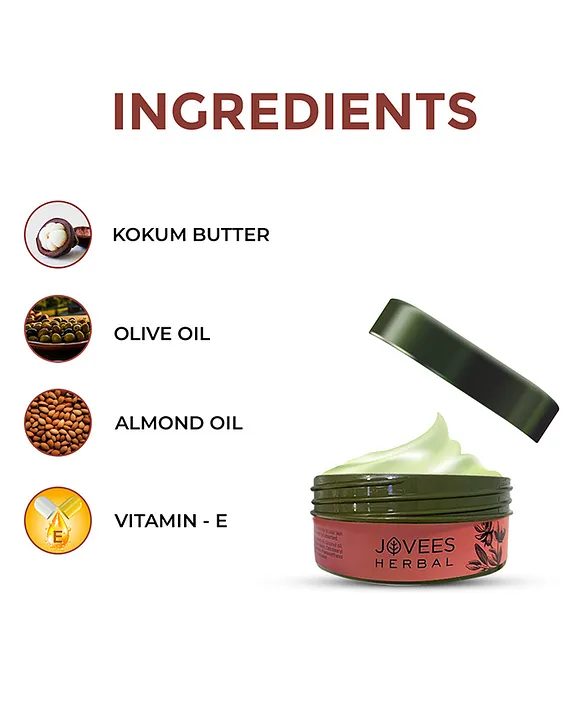 INGREDIENTS
KOKUM BUTTER
OLIVE OIL
ALMOND OIL
VITAMIN - E
E
JOVEES
HERBAL